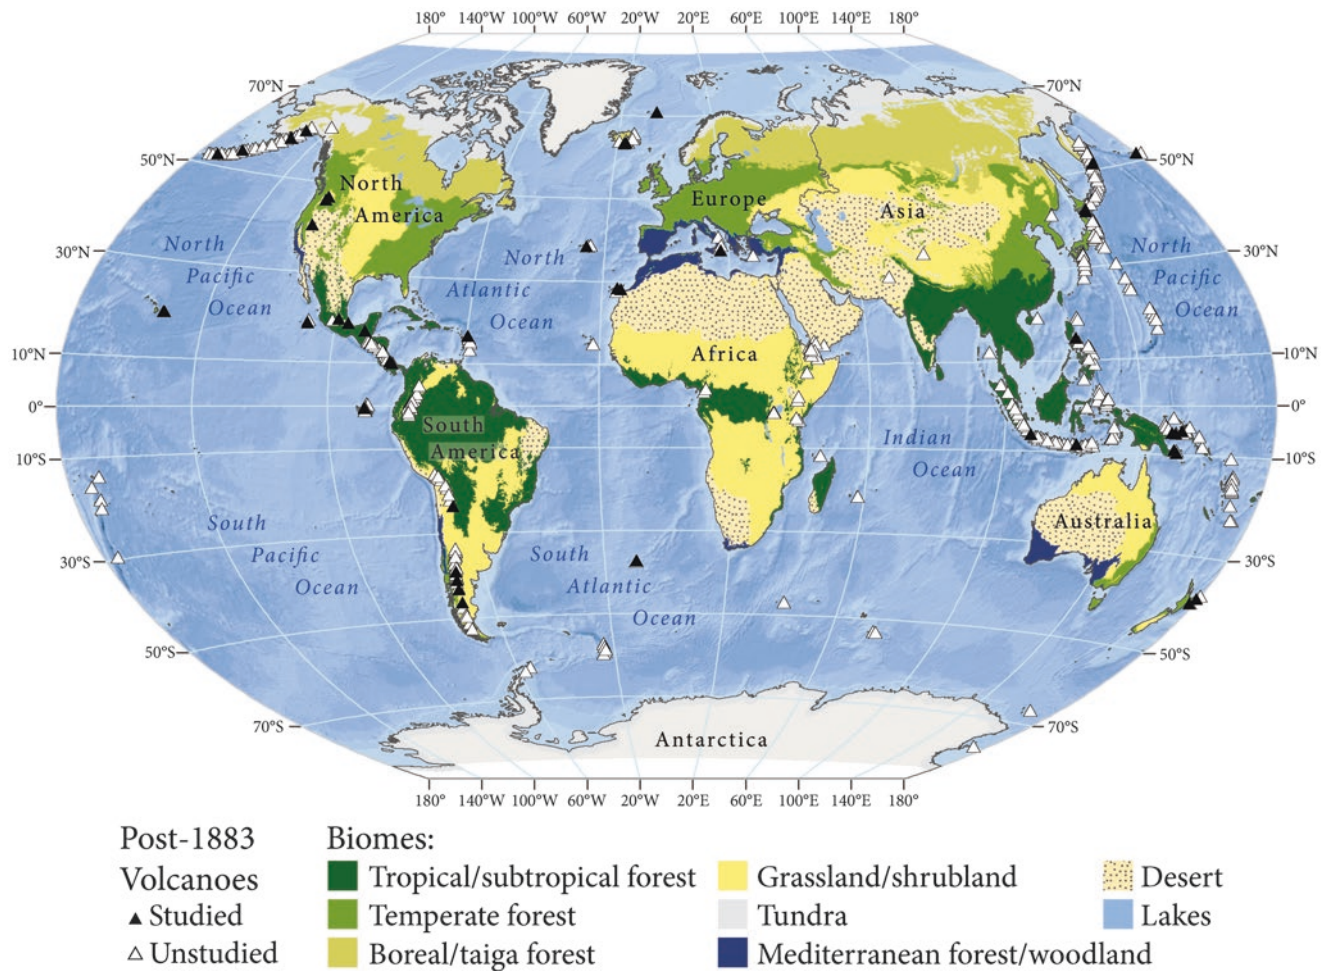 180° 140°W 100°W 60°W 20°W 20°E 60°E 100°E 140°E 180°
70°N 70°N
50°N 50°N
North
America
Europe
Asia
30°N 30°N
North
Pacific
Ocean
North
Atlantic
Ocean
North
Pacific
Ocean
10°N 10°N
Africa
0° 0°
South
America
Indian
Ocean
10°S 10°S
South
Pacific
Ocean
South
Atlantic
Ocean
Australia
30°S 30°S
50°S 50°S
70°S 70°S
Antarctica
180° 140°W 100°W 60°W 20°W 20°E 60°E 100°E 140°E 180°
Post-1883
Volcanoes
Studied
Unstudied
Biomes:
Tropical/subtropical forest
Temperate forest
Boreal/taiga forest
Grassland/shrubland
Tundra
Mediterranean forest/woodland
Desert
Lakes